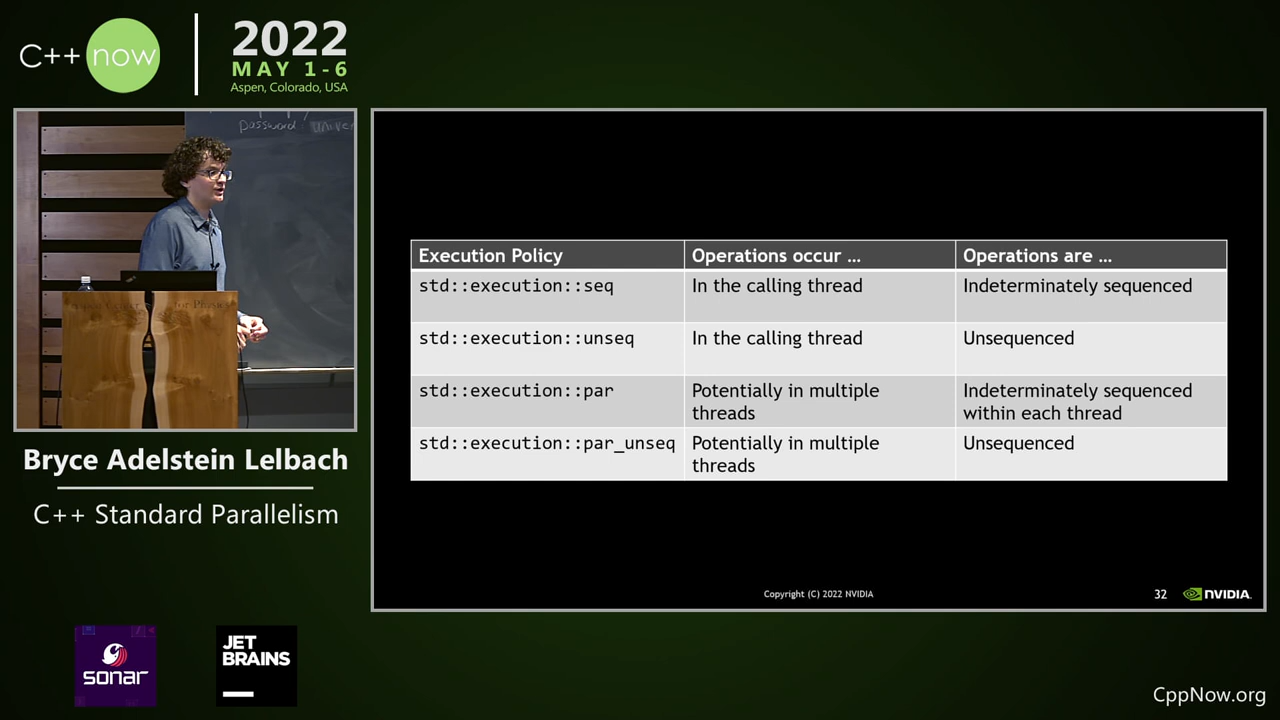 C++ now
2022
MAY 1-6
Aspen, Colorado, USA
password
Bryce Adelstein Lelbach
C++ Standard Parallelism
sonar
JET
BRAINS
Execution Policy Operations occur … Operations are …
std::execution::seq In the calling thread Indeterminately sequenced
std::execution::unseq In the calling thread Unsequenced
std::execution::par Potentially in multiple threads Indeterminately sequenced within each thread
std::execution::par_unseq Potentially in multiple threads Unsequenced
Copyright (C) 2022 NVIDIA
32
NVIDIA.
CppNow.org